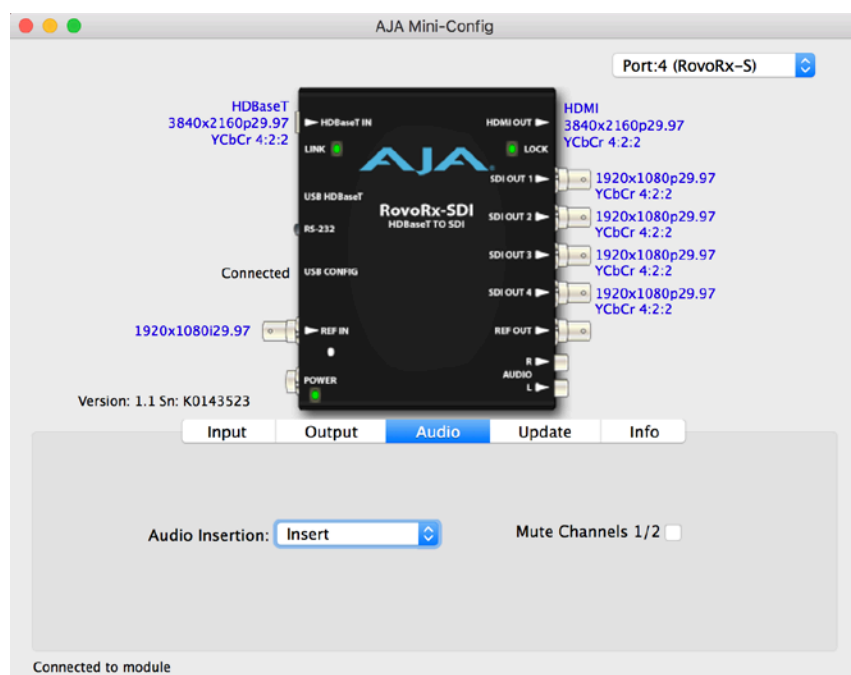 AJA Mini-Config
Port:4 (RovoRx-S)
HDBaseT
3840x2160p29.97
YCbCr 4:2:2
HDBaseT IN
LINK
HDMI OUT
LOCK
HDMI
3840x2160p29.97
YCbCr 4:2:2
AJA
SDI OUT 1
1920x1080p29.97
YCbCr 4:2:2
USB HDBaseT
RovoRx-SDI
HDBaseT TO SDI
SDI OUT 2
1920x1080p29.97
YCbCr 4:2:2
RS-232
SDI OUT 3
1920x1080p29.97
YCbCr 4:2:2
Connected
USB CONFIG
SDI OUT 4
1920x1080p29.97
YCbCr 4:2:2
1920x1080i29.97
REF IN
REF OUT
R
AUDIO
L
POWER
Version: 1.1 Sn: K0143523
Input Output Audio Update Info
Audio Insertion: Insert
Mute Channels 1/2
Connected to module